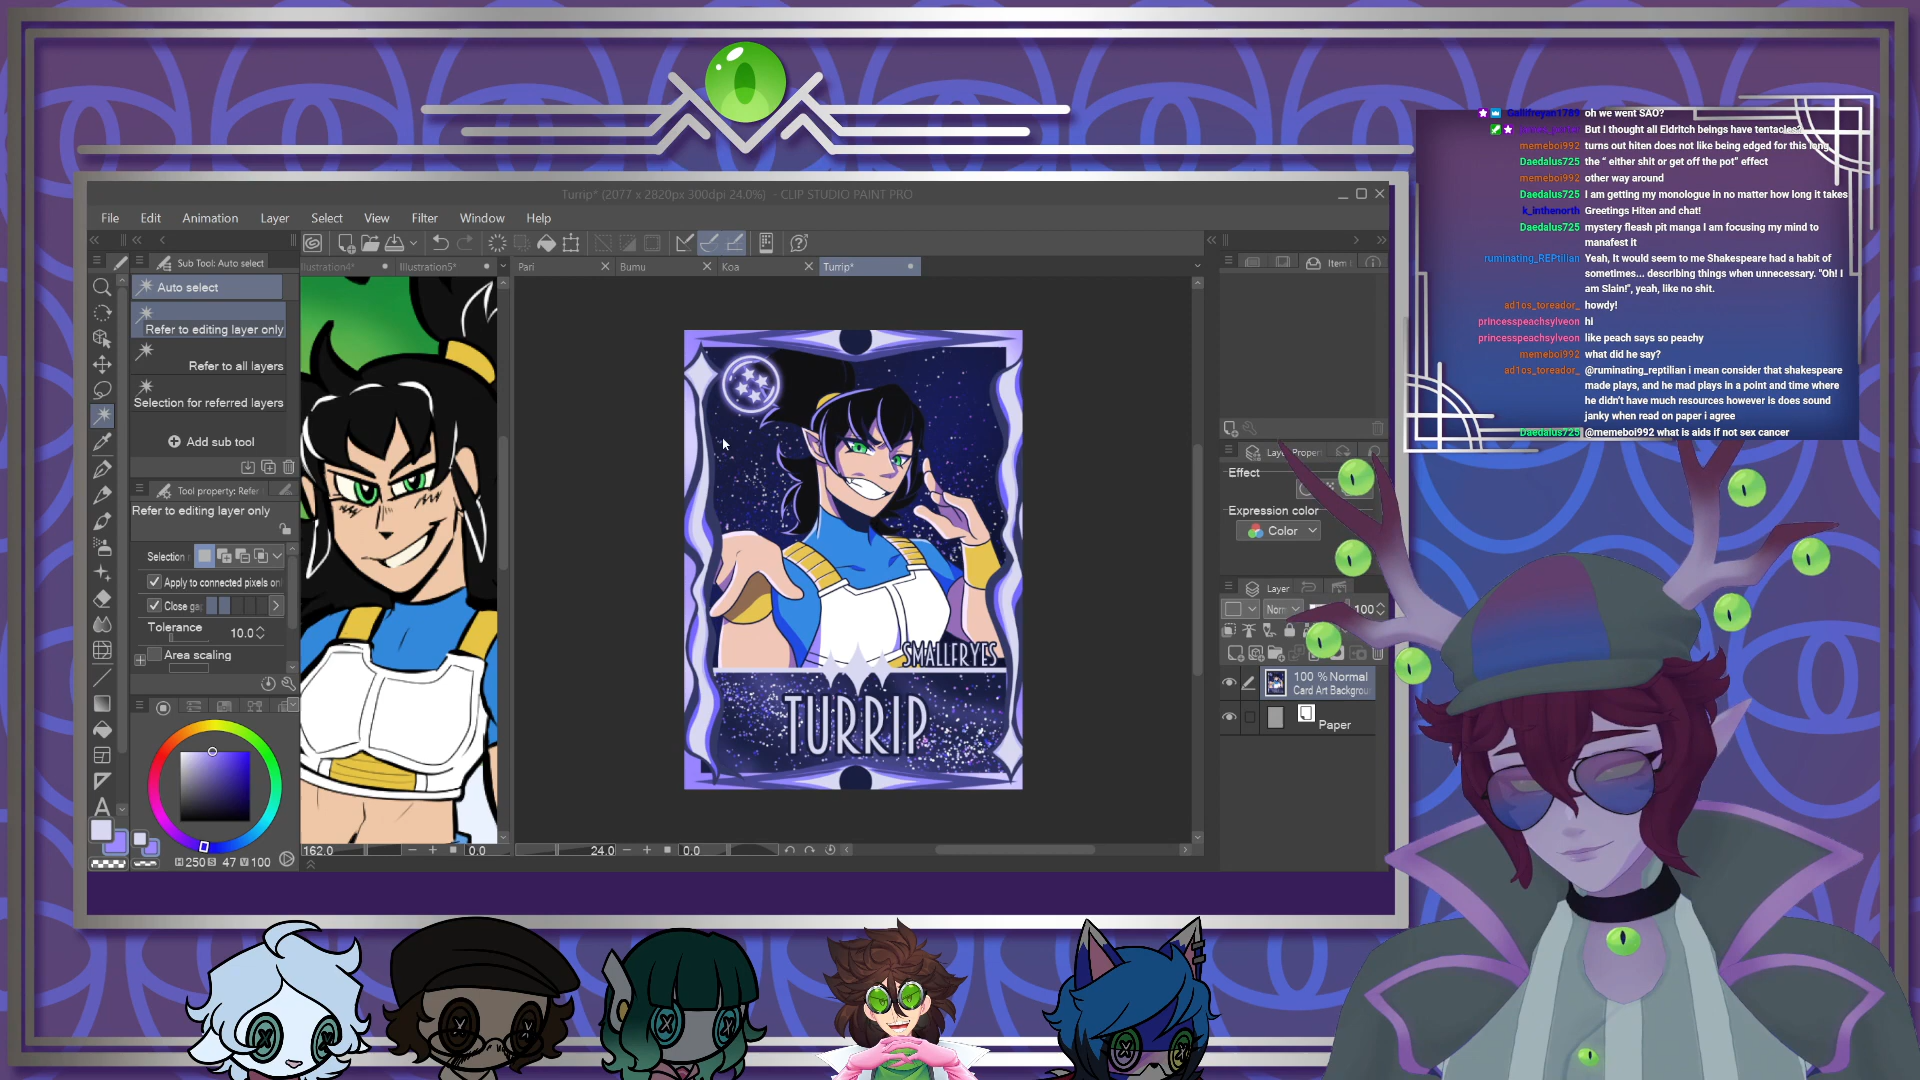 Turrip* (2077 x 2820px 300dpi 24.0%) - CLIP STUDIO PAINT PRO
File Edit Animation Layer Select View Filter Window Help
Sub Tool: Auto select
Auto select
Refer to editing layer only
Refer to all layers
Selection for referred layers
Add sub tool
Tool property: Refer
Refer to editing layer only
Selection
Apply to connected pixels on
Close ga
Tolerance
10.0
Area scaling
H 250 S 47 V 100
llustration4*
Illustration5*
Pari
Bumu
Koa
Turrip*
SMALLFRYES
TURRIP
162.0
0.0
24.0
0.0
Item
Layer Proper
Effect
Expression color
Color
Layer
Norr
100
100 % Normal
Card Art Backgrou
Paper
Gallifreyan1789 oh we went SAO?
But I thought all Eldritch beings have tentacles?
memeboi992 turns out hiten does not like being edged for this long
Daedalus725 the “ either shit or get off the pot” effect
memeboi992 other way around
Daedalus725 I am getting my monologue in no matter how long it takes
k_inthenorth Greetings Hiten and chat!
Daedalus725 mystery fleash pit manga I am focusing my mind to
manafest it
ruminating_REPtilian Yeah, It would seem to me Shakespeare had a habit of
sometimes... describing things when unnecessary. "Oh! I
am Slain!", yeah, like no shit.
ad1os_toreador_ howdy!
princesspeachsylveon hi
princesspeachsylveon like peach says so peachy
memeboi992 what did he say?
ad1os_toreador_ @ruminating_reptilian i mean consider that shakespeare
made plays, and he mad plays in a point and time where
he didn't have much resources however is does sound
janky when read on paper i agree
Daedalus725 @memeboi992 what is aids if not sex cancer